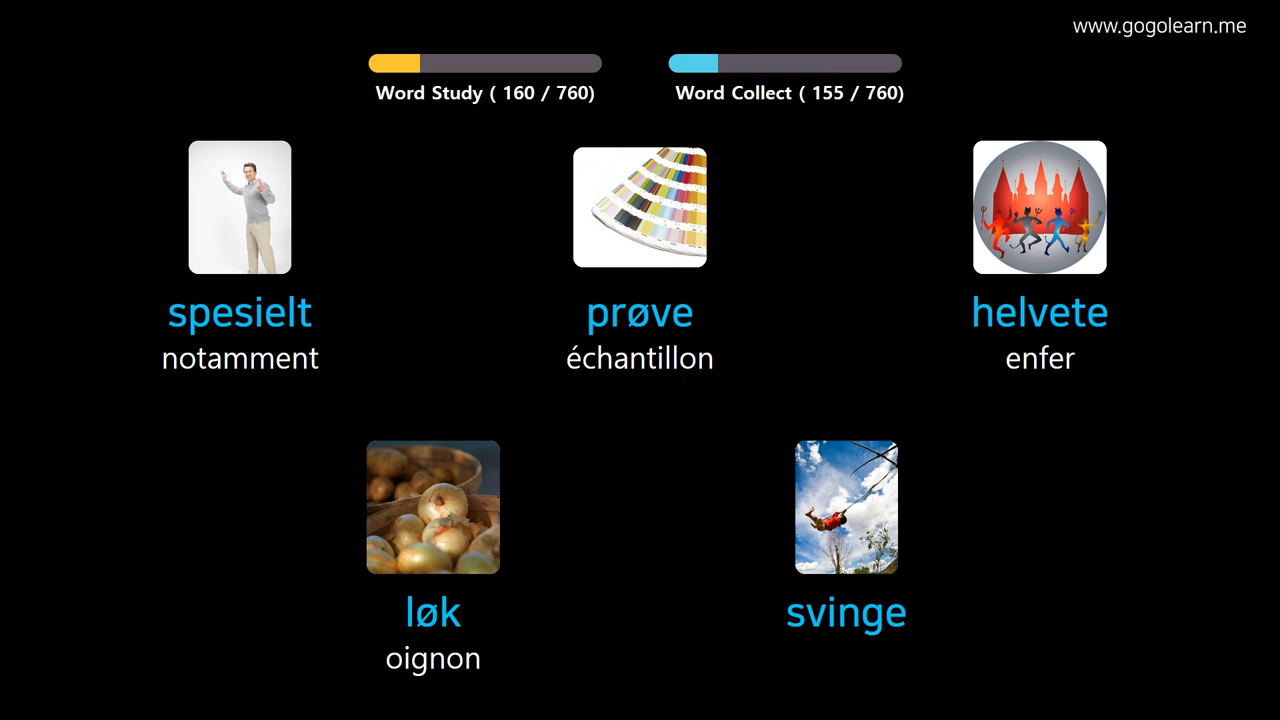 www.gogolearn.me
Word Study ( 160 / 760)
Word Collect ( 155 / 760)
spesielt
notamment
prøve
échantillon
helvete
enfer
løk
oignon
svinge